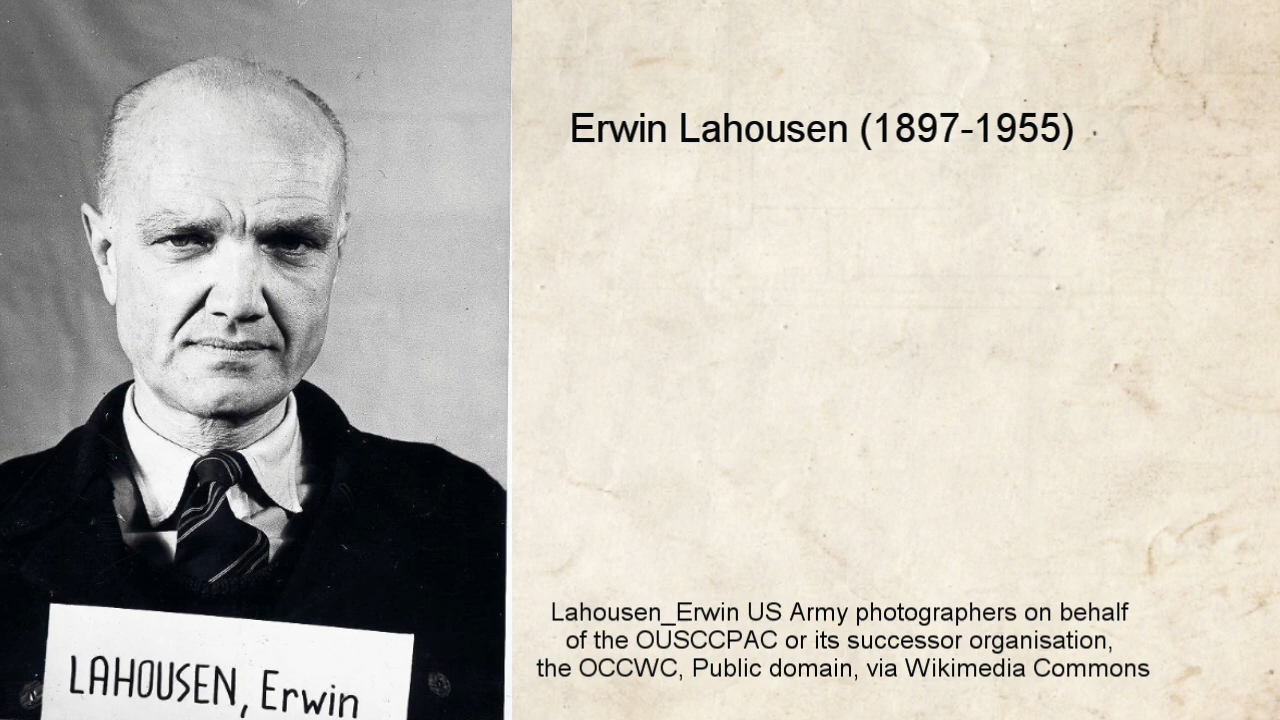 Erwin Lahousen (1897-1955)
LAHOUSEN, Erwin
Lahousen_Erwin US Army photographers on behalf
of the OUSCCPAC or its successor organisation,
the OCCWC, Public domain, via Wikimedia Commons